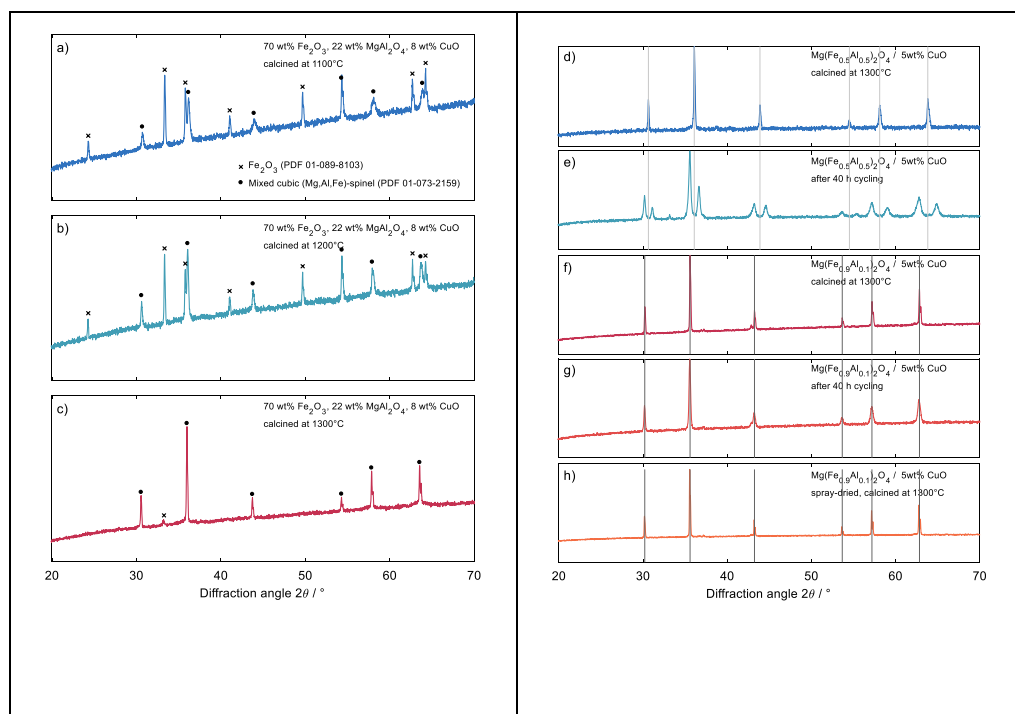 a)
70 wt% Fe2O3, 22 wt% MgAl2O4, 8 wt% CuO
calcined at 1100°C
× Fe2O3 (PDF 01-089-8103)
● Mixed cubic (Mg,Al,Fe)-spinel (PDF 01-073-2159)
b)
70 wt% Fe2O3, 22 wt% MgAl2O4, 8 wt% CuO
calcined at 1200°C
c)
70 wt% Fe2O3, 22 wt% MgAl2O4, 8 wt% CuO
calcined at 1300°C
20 30 40 50 60 70
Diffraction angle 2θ / °
d)
Mg(Fe0.5Al0.5)2O4 / 5wt% CuO
calcined at 1300°C
e)
Mg(Fe0.5Al0.5)2O4 / 5wt% CuO
after 40 h cycling
f)
Mg(Fe0.9Al0.1)2O4 / 5wt% CuO
calcined at 1300°C
g)
Mg(Fe0.9Al0.1)2O4 / 5wt% CuO
after 40 h cycling
h)
Mg(Fe0.9Al0.1)2O4 / 5wt% CuO
spray-dried, calcined at 1300°C
20 30 40 50 60 70
Diffraction angle 2θ / °